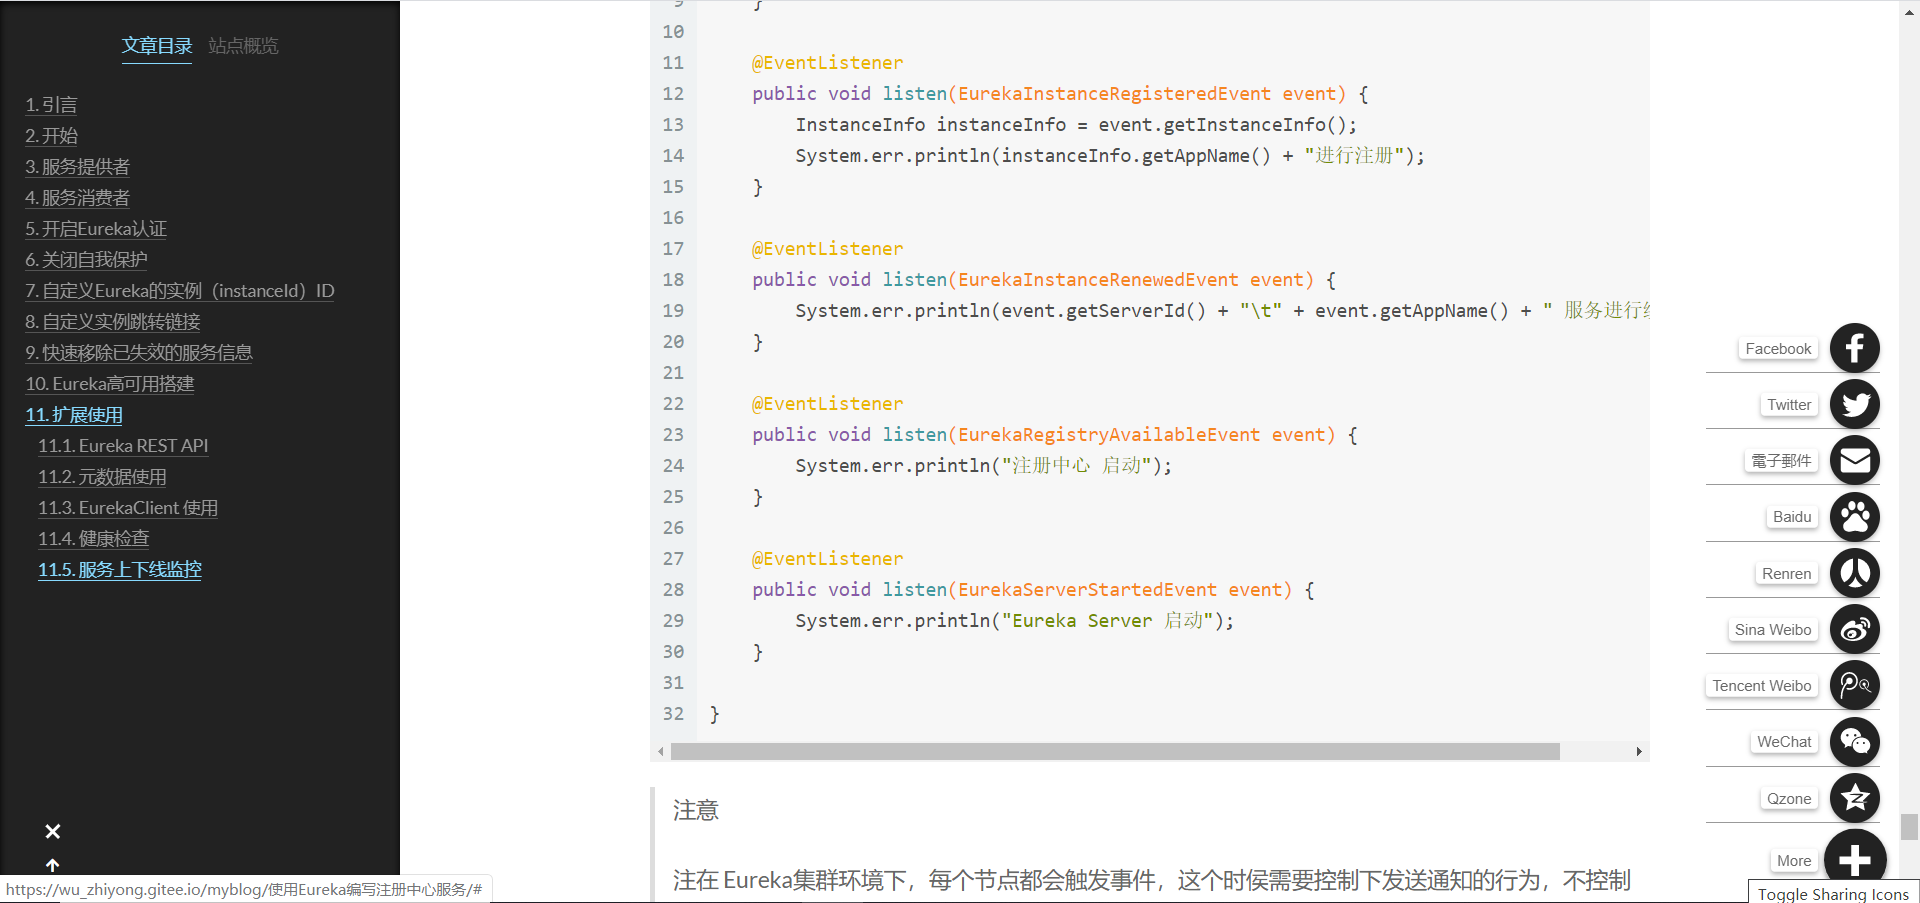 文章目录 站点概览
1. 引言
2. 开始
3. 服务提供者
4. 服务消费者
5. 开启Eureka认证
6. 关闭自我保护
7. 自定义Eureka的实例（instanceId）ID
8. 自定义实例跳转链接
9. 快速移除已失效的服务信息
10. Eureka高可用搭建
11. 扩展使用
11.1. Eureka REST API
11.2. 元数据使用
11.3. EurekaClient 使用
11.4. 健康检查
11.5. 服务上下线监控
https://wu_zhiyong.gitee.io/myblog/使用Eureka编写注册中心服务/#
9 }
10
11 @EventListener
12 public void listen(EurekaInstanceRegisteredEvent event) {
13 InstanceInfo instanceInfo = event.getInstanceInfo();
14 System.err.println(instanceInfo.getAppName() + "进行注册");
15 }
16
17 @EventListener
18 public void listen(EurekaInstanceRenewedEvent event) {
19 System.err.println(event.getServerId() + "\t" + event.getAppName() + " 服务进行
20 }
21
22 @EventListener
23 public void listen(EurekaRegistryAvailableEvent event) {
24 System.err.println("注册中心 启动");
25 }
26
27 @EventListener
28 public void listen(EurekaServerStartedEvent event) {
29 System.err.println("Eureka Server 启动");
30 }
31
32 }
注意
注在 Eureka集群环境下，每个节点都会触发事件，这个时侯需要控制下发送通知的行为，不控制
Facebook
Twitter
電子郵件
Baidu
Renren
Sina Weibo
Tencent Weibo
WeChat
Qzone
More
Toggle Sharing Icons